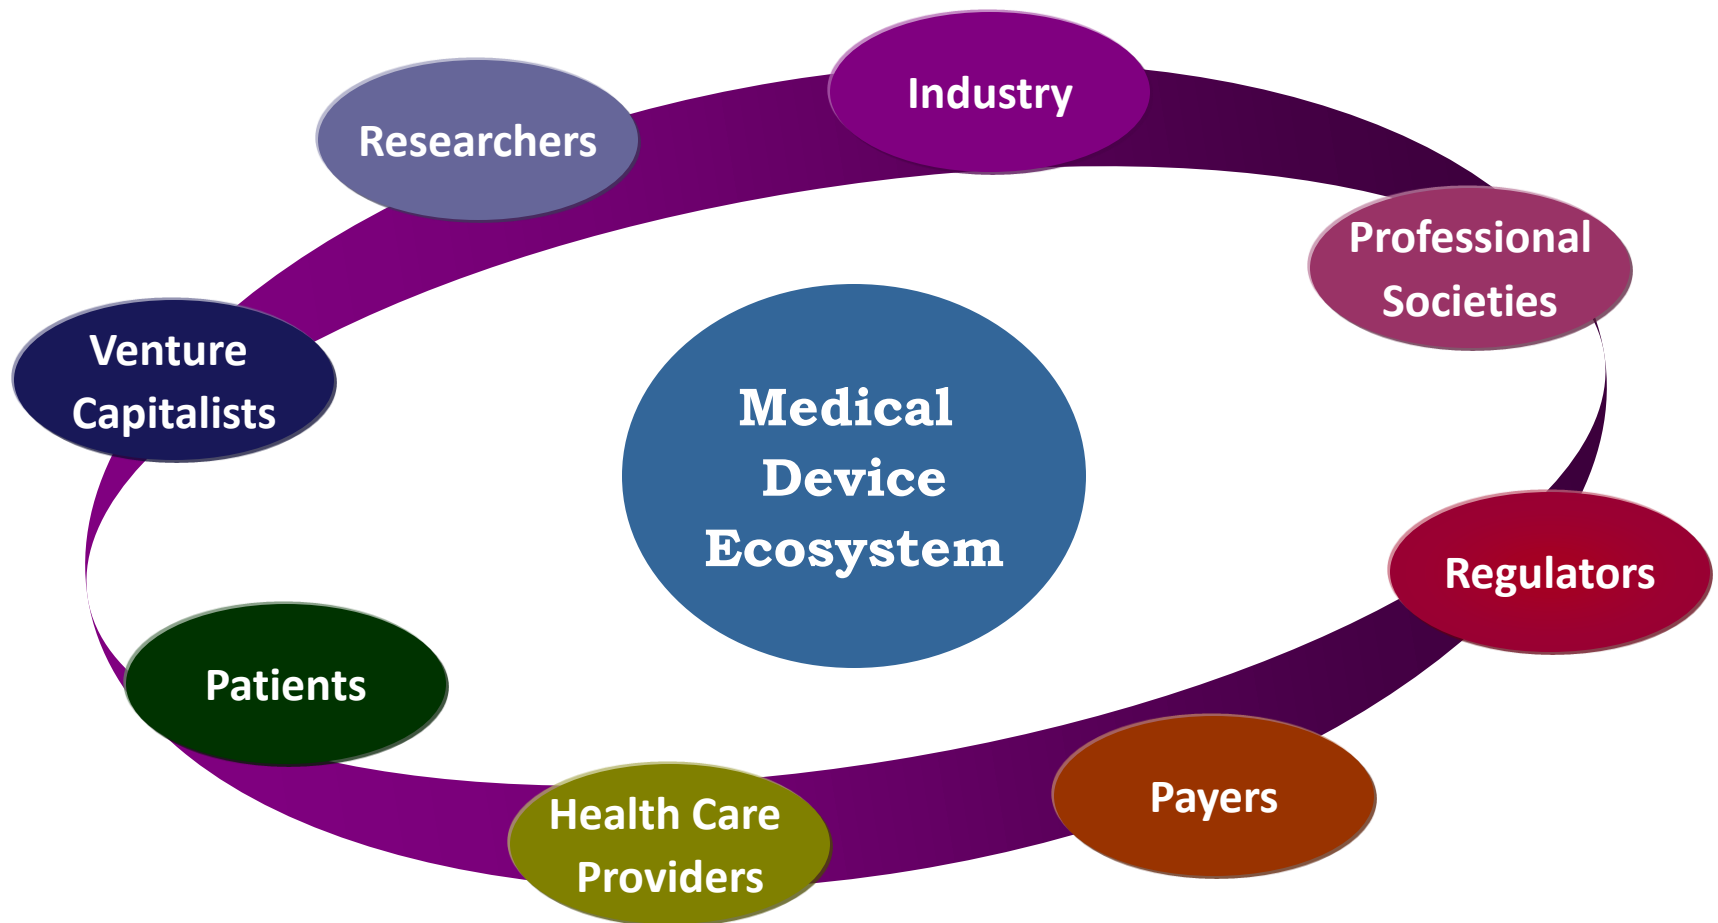 Industry
Researchers
Professional
Societies
Venture
Capitalists
Medical
Device
Ecosystem
Regulators
Patients
Payers
Health Care
Providers